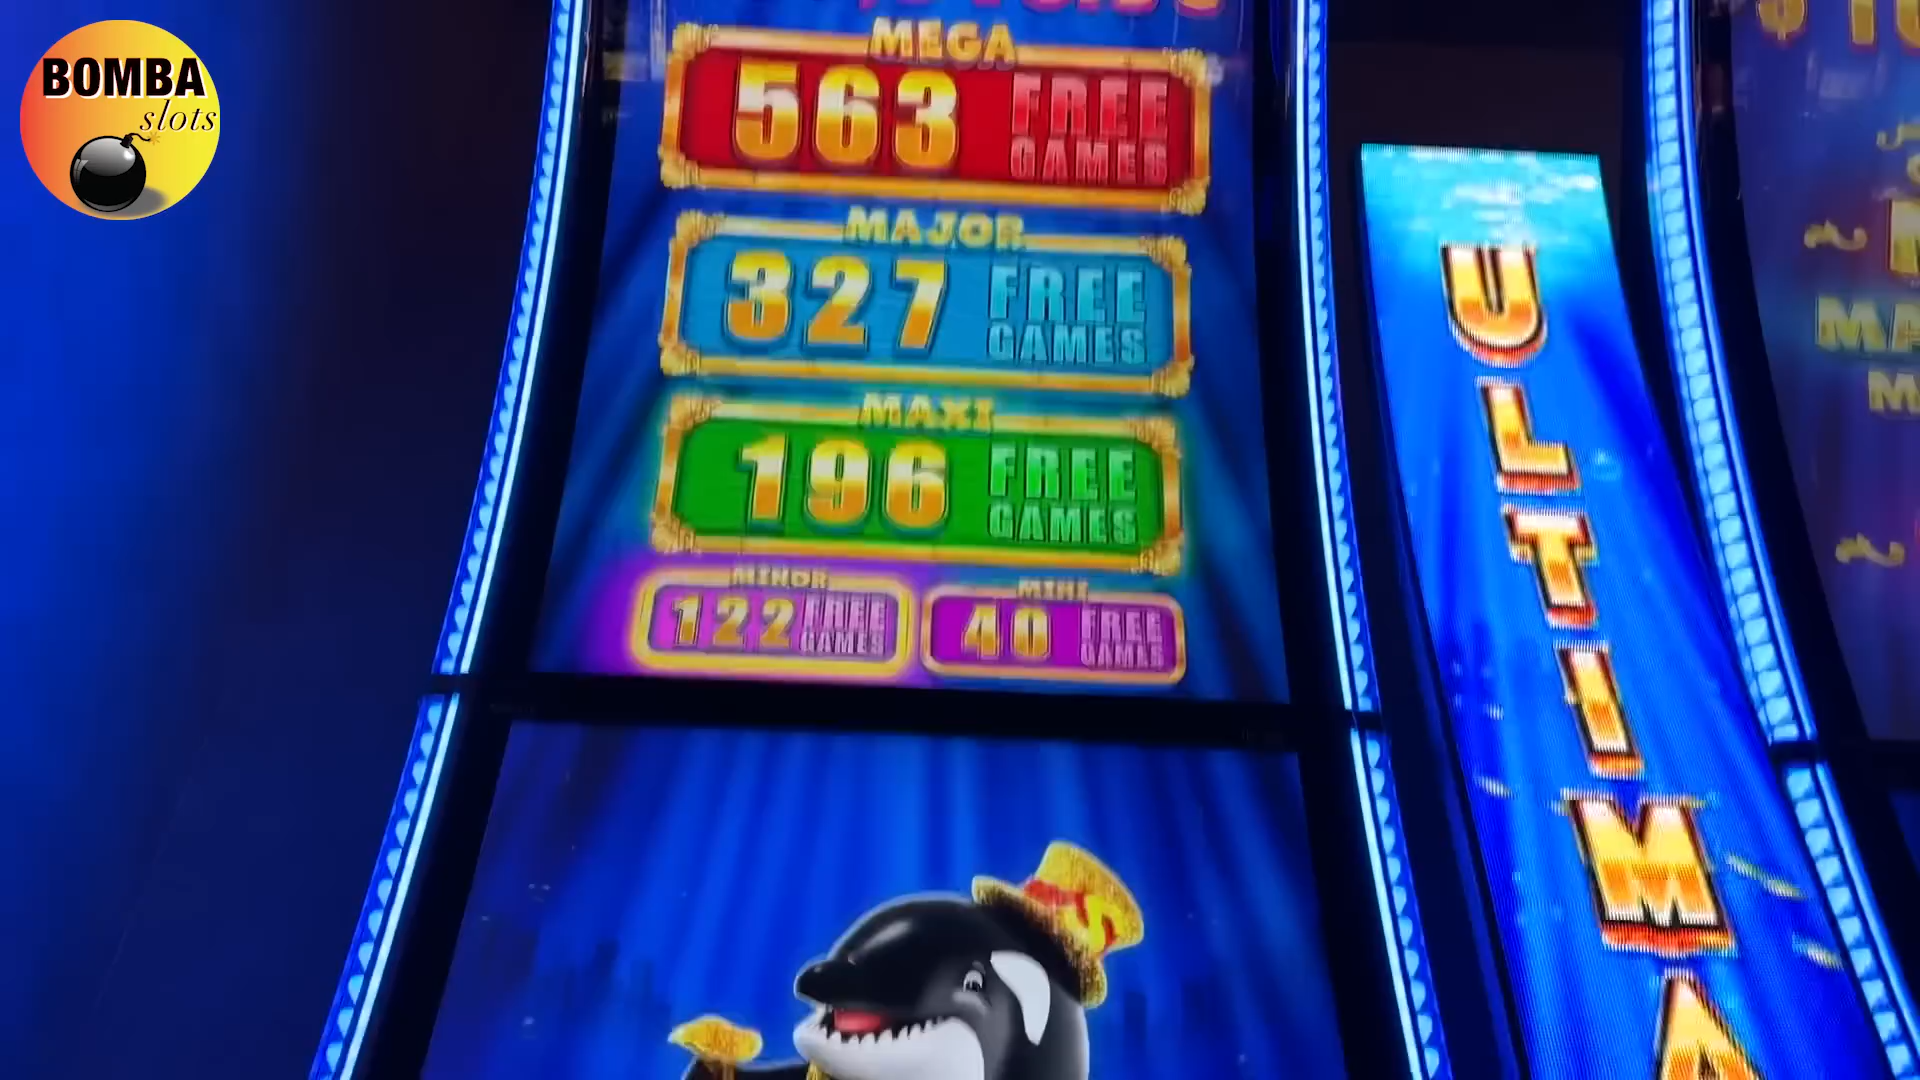 BOMBA
slots
MEGA
563 FREE
GAMES
MAJOR
327 FREE
GAMES
MAXI
196 FREE
GAMES
MINOR
122 FREE
GAMES
MINI
40 FREE
GAMES
ULTIMA